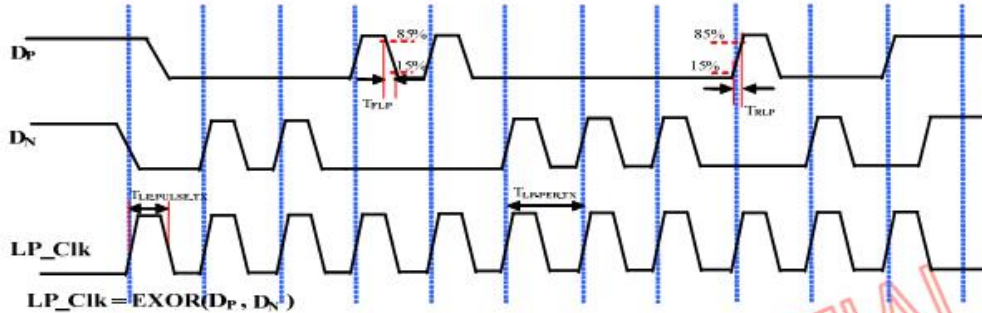 85%
85%
DP
15%
15%
TFLP
TRLP
DN
TLP,PULSE,TX
TLP-PER,TX
LP_Clk
LP_Clk = EXOR(DP , DN )